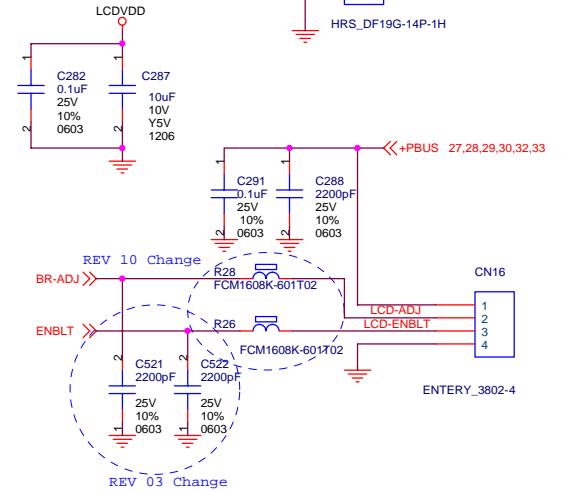 LCDVDD
HRS_DF19G-14P-1H
1
1
C282
0.1uF
25V
10%
0603
C287
10uF
10V
Y5V
1206
2
2
+PBUS 27,28,29,30,32,33
1
1
C291
0.1uF
25V
10%
0603
C288
2200pF
25V
10%
0603
2
2
REV 10 Change
BR-ADJ
R28
FCM1608K-601T02
CN16
LCD-ADJ
LCD-ENBLT
1
2
3
4
ENBLT
R26
FCM1608K-601T02
ENTERY_3802-4
2
2
C521
2200pF
25V
10%
0603
C522
2200pF
25V
10%
0603
1
1
REV 03 Change